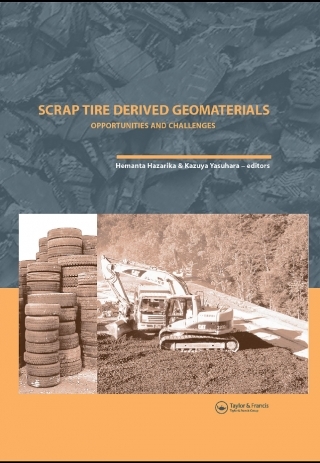 SCRAP TIRE DERIVED GEOMATERIALS
OPPORTUNITIES AND CHALLENGES
Hemanta Hazarika & Kazuya Yasuhara – editors
Taylor & Francis